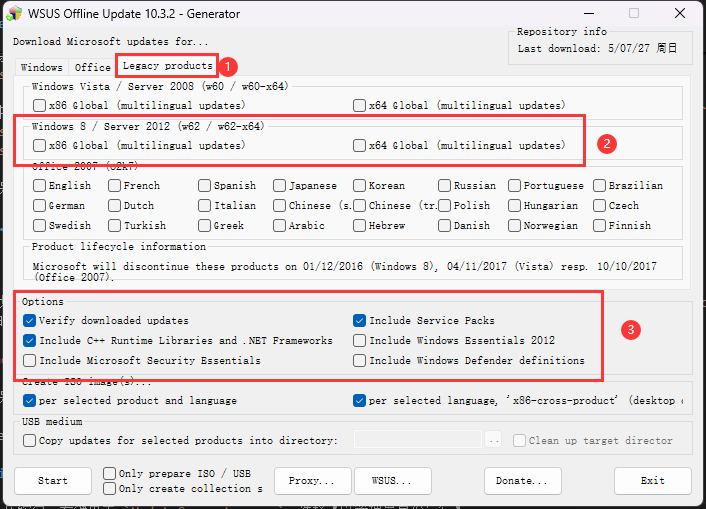 WSUS Offline Update 10.3.2 - Generator
Download Microsoft updates for...
Repository info
Last download: 5/07/27 周日
Windows Office Legacy products 1
Windows Vista / Server 2008 (w60 / w60-x64)
x86 Global (multilingual updates) x64 Global (multilingual updates)
Windows 8 / Server 2012 (w62 / w62-x64)
x86 Global (multilingual updates) x64 Global (multilingual updates) 2
Office 2007 (o2k7)
English French Spanish Japanese Korean Russian Portuguese Brazilian
German Dutch Italian Chinese (s. Chinese (tr. Polish Hungarian Czech
Swedish Turkish Greek Arabic Hebrew Danish Norwegian Finnish
Product lifecycle information
Microsoft will discontinue these products on 01/12/2016 (Windows 8), 04/11/2017 (Vista) resp. 10/10/2017
(Office 2007).
Options
Verify downloaded updates Include Service Packs
Include C++ Runtime Libraries and .NET Frameworks Include Windows Essentials 2012 3
Include Microsoft Security Essentials Include Windows Defender definitions
Create ISO image(s)...
per selected product and language per selected language, 'x86-cross-product' (desktop
USB medium
Copy updates for selected products into directory: .. Clean up target director
Start Only prepare ISO / USB Proxy... WSUS... Donate... Exit
Only create collection s